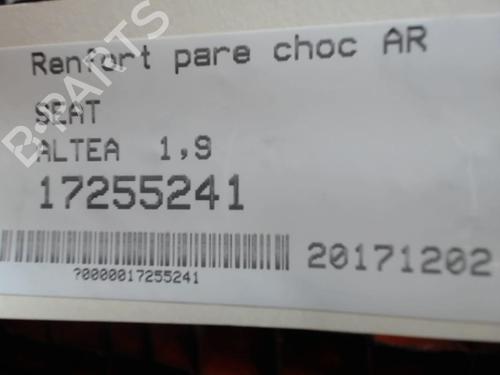 Renfort pare choc AR
SEAT
ALTEA 1,9
17255241
?0000017255241
20171202
B-PARTS